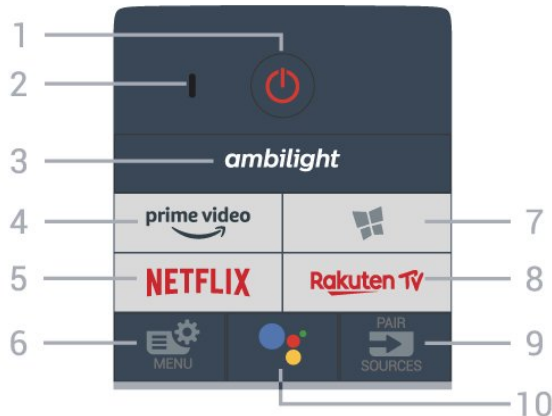 1
2
3
ambilight
4
prime video
7
5
NETFLIX
Rakuten TV
8
6
MENU
PAIR
SOURCES
9
10